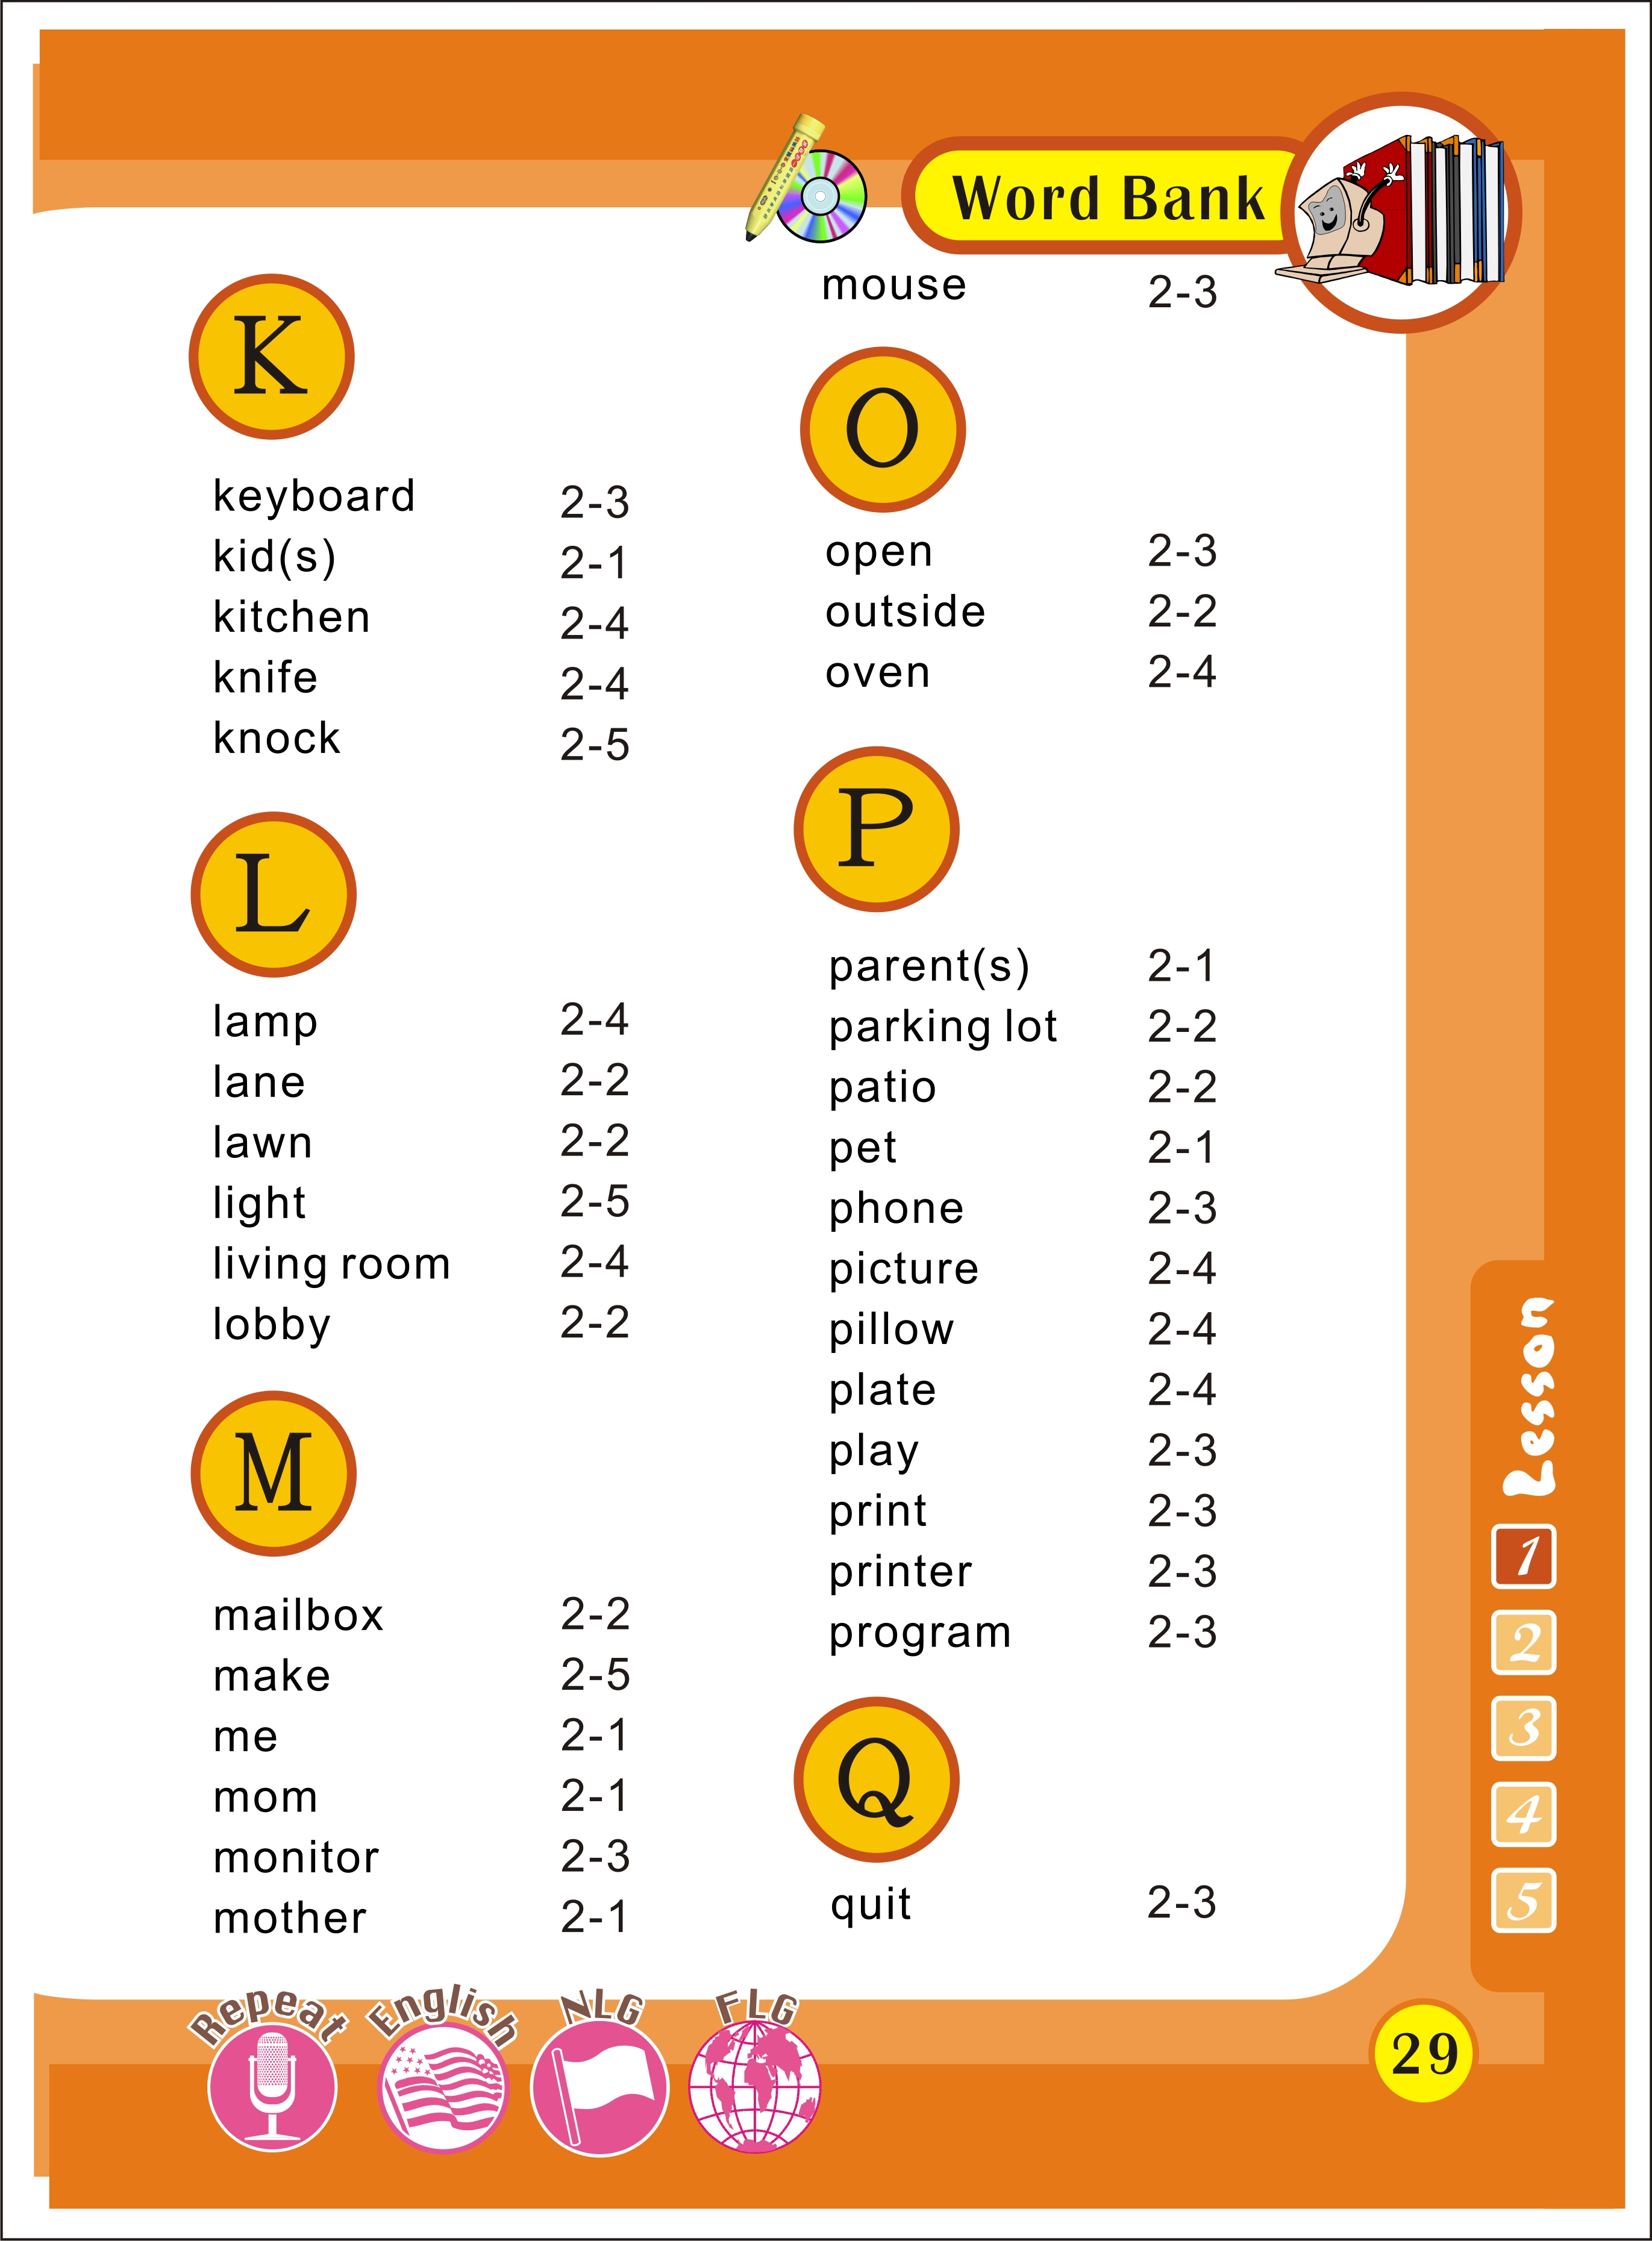 Word Bank
K
keyboard 2-3
kid(s) 2-1
kitchen 2-4
knife 2-4
knock 2-5
L
lamp 2-4
lane 2-2
lawn 2-2
light 2-5
living room 2-4
lobby 2-2
M
mailbox 2-2
make 2-5
me 2-1
mom 2-1
monitor 2-3
mother 2-1
mouse 2-3
O
open 2-3
outside 2-2
oven 2-4
P
parent(s) 2-1
parking lot 2-2
patio 2-2
pet 2-1
phone 2-3
picture 2-4
pillow 2-4
plate 2-4
play 2-3
print 2-3
printer 2-3
program 2-3
Q
quit 2-3
Lesson
1
2
3
4
5
Repeat
English
NLG
FLG
29